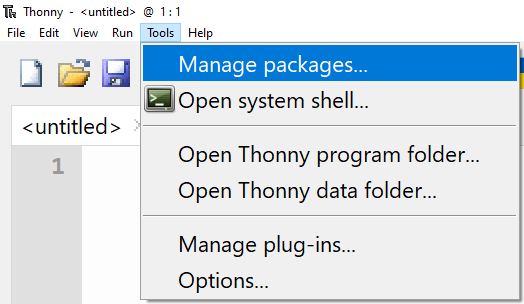 Thonny - <untitled> @ 1 : 1
File Edit View Run Tools Help
Manage packages...
Open system shell...
<untitled> ×
1
Open Thonny program folder...
Open Thonny data folder...
Manage plug-ins...
Options...